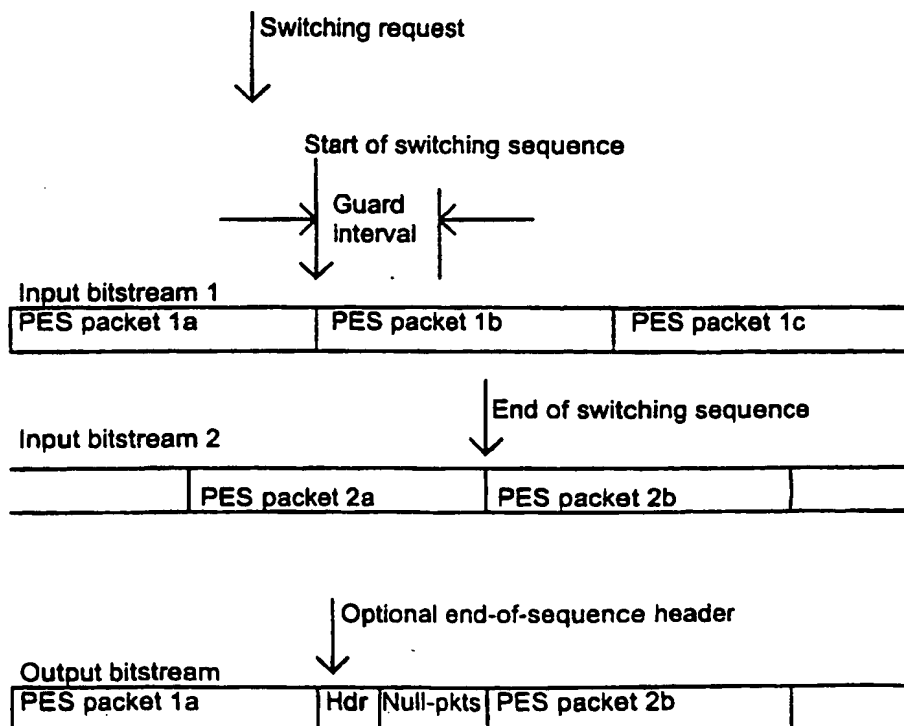 Switching request
Start of switching sequence
Guard
interval
Input bitstream 1
PES packet 1a
PES packet 1b
PES packet 1c
End of switching sequence
Input bitstream 2
PES packet 2a
PES packet 2b
Optional end-of-sequence header
Output bitstream
PES packet 1a
Hdr
Null-pkts
PES packet 2b